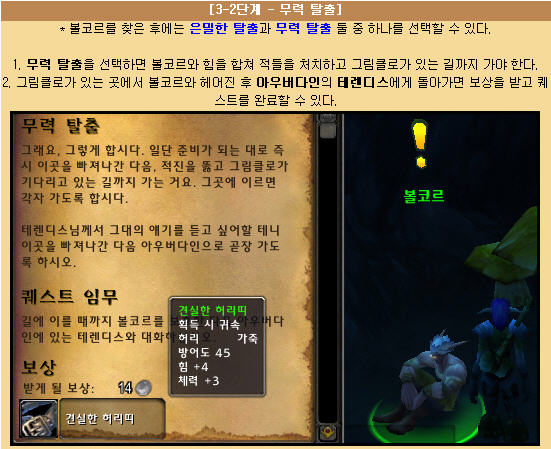 [3-2단계 - 무력 탈출]
* 볼코르를 찾은 후에는 은밀한 탈출과 무력 탈출 둘 중 하나를 선택할 수 있다.
1. 무력 탈출을 선택하면 볼코르와 힘을 합쳐 적들을 처치하고 그림클로가 있는 길까지 가야 한다.
2. 그림클로가 있는 곳에서 볼코르와 헤어진 후 아우버다인의 테렌디스에게 돌아가면 보상을 받고 퀘
스트를 완료할 수 있다.
무력 탈출
그래요, 그렇게 합시다. 일단 준비가 되는 대로 즉
시 이곳을 빠져나간 다음, 적진을 뚫고 그림클로가
기다리고 있는 길까지 가는 거요. 그곳에 이르면
각자 가도록 합시다.
테렌디스님께서 그대의 얘기를 듣고 싶어할 테니
이곳을 빠져나간 다음 아우버다인으로 곧장 가도
록 하시오.
퀘스트 임무
길에 이를 때까지 볼코르를 보 우버다
인에 있는 테렌디스와 대화하
보상
받게 될 보상: 14
견실한 허리띠
견실한 허리띠
획득 시 귀속
허리 가죽
방어도 45
힘 +4
체력 +3
볼코르